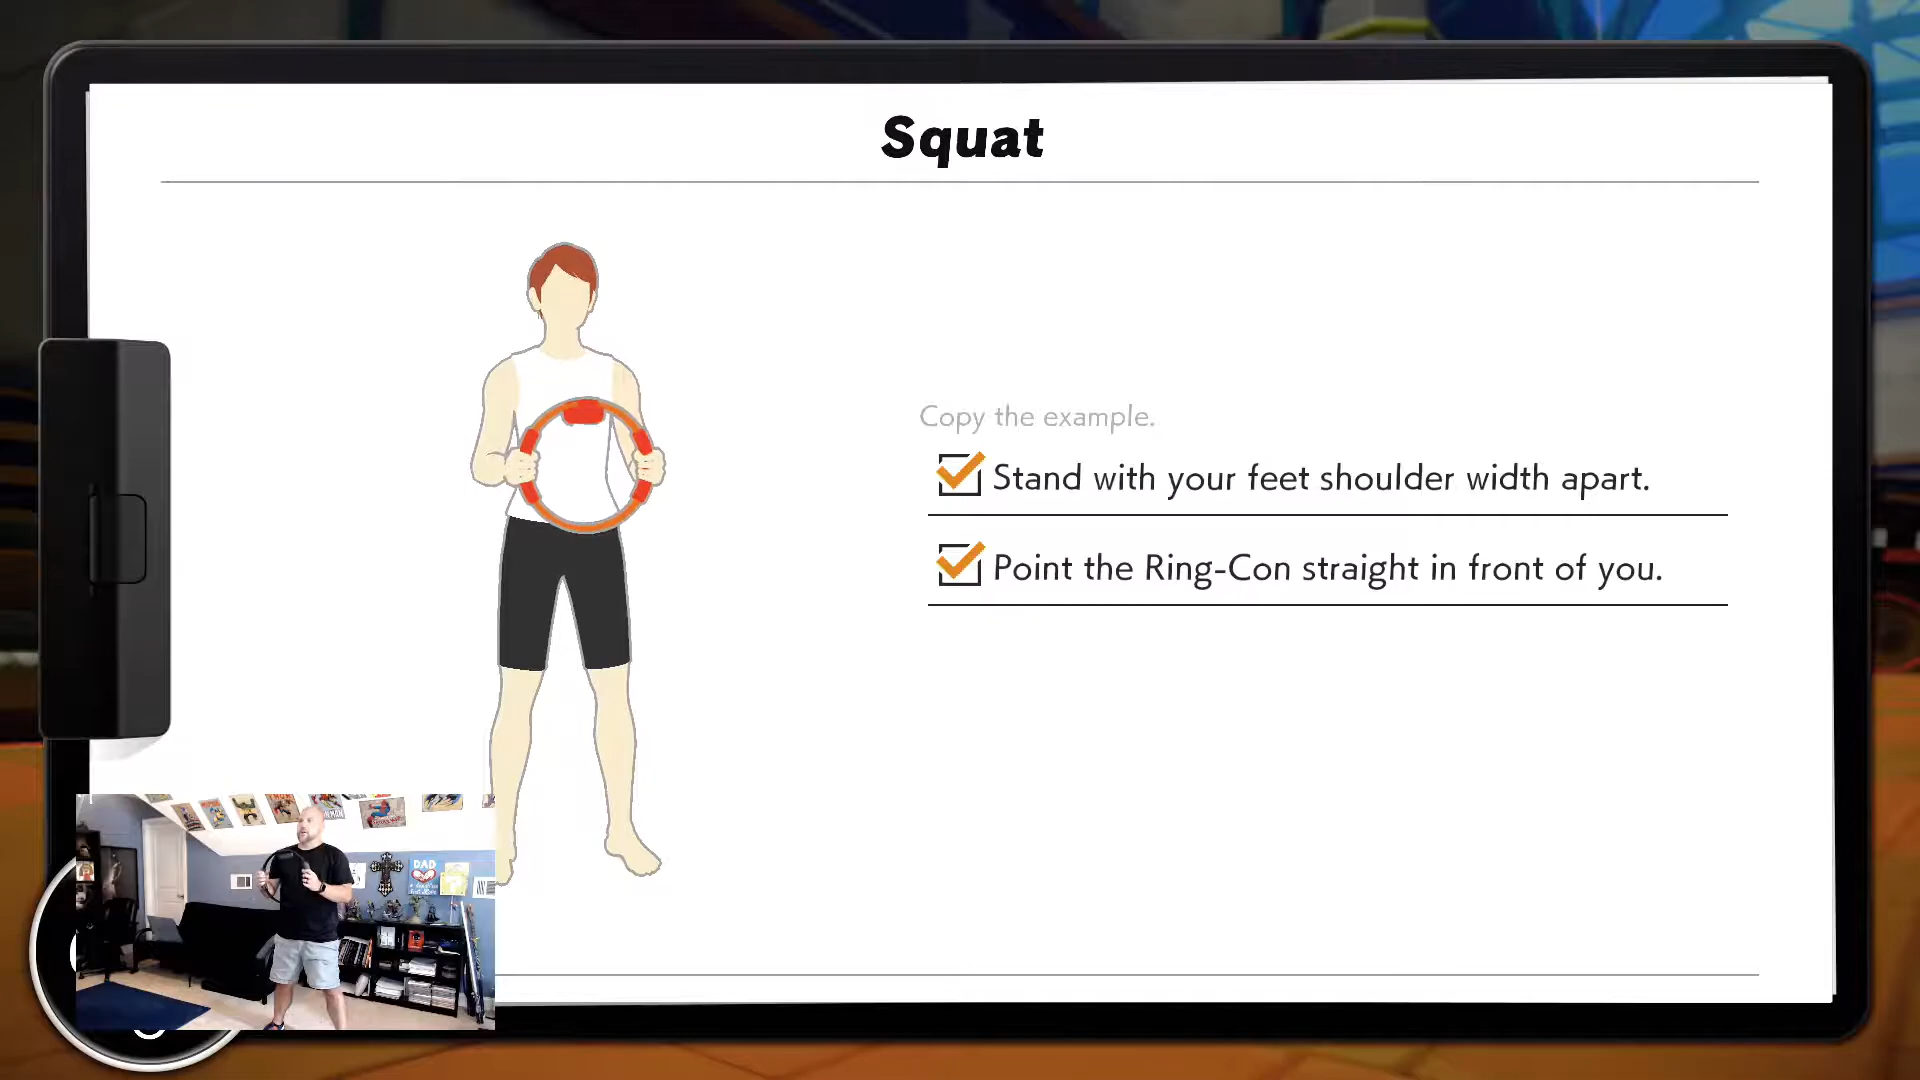 Squat
Copy the example.
Stand with your feet shoulder width apart.
Point the Ring-Con straight in front of you.
DAD